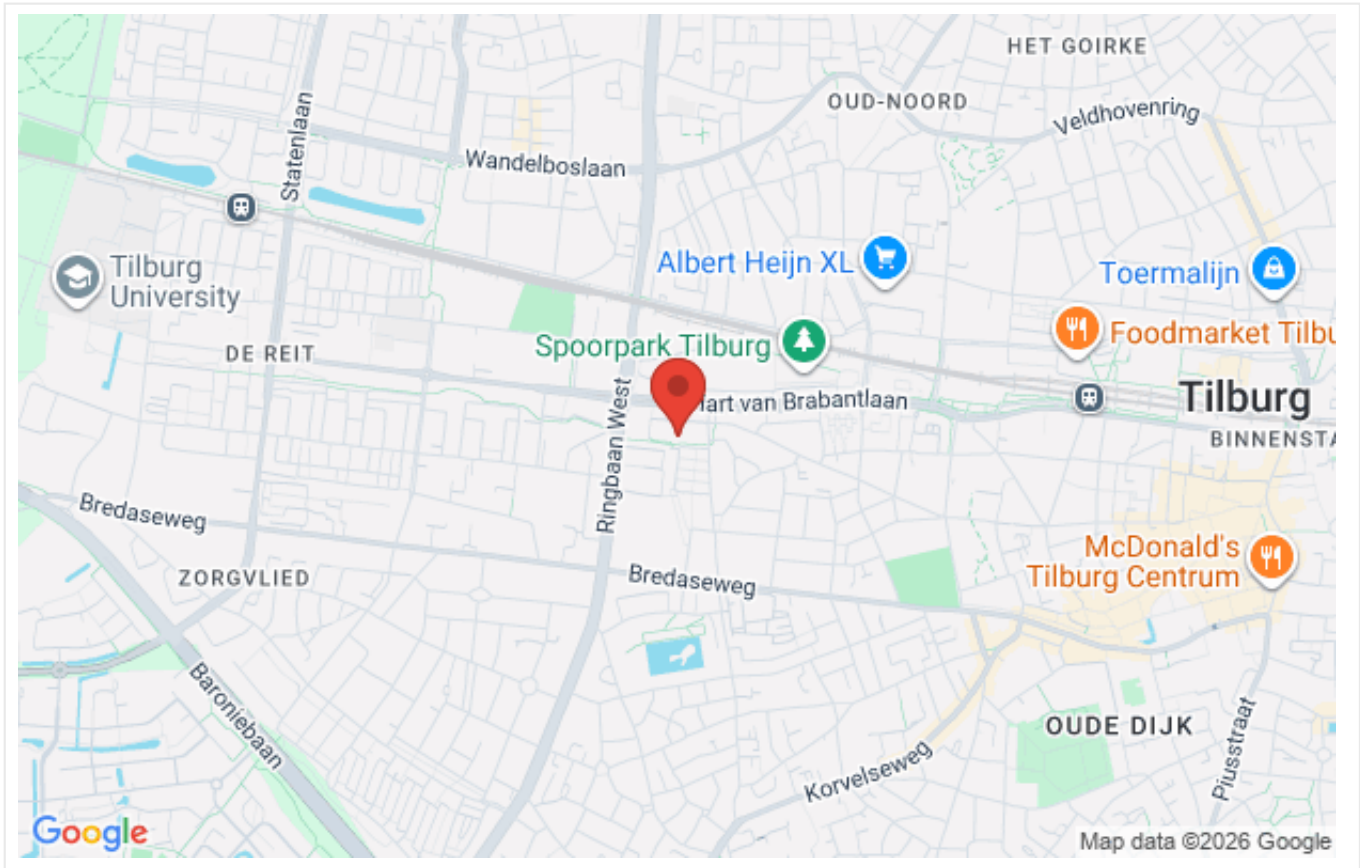 HET GOIRKE
OUD-NOORD
Veldhovenring
Statenlaan
Wandelboslaan
Albert Heijn XL
Toermalijn
Tilburg
University
Spoorpark Tilburg
Foodmarket Tilbu
DE REIT
Ringbaan West
Hart van Brabantlaan
Tilburg
BINNENSTA
Bredaseweg
McDonald's
Tilburg Centrum
ZORGVLIED
Bredaseweg
Baroniebaan
OUDE DIJK
Korvelseweg
Piusstraat
Google
Map data ©2026 Google